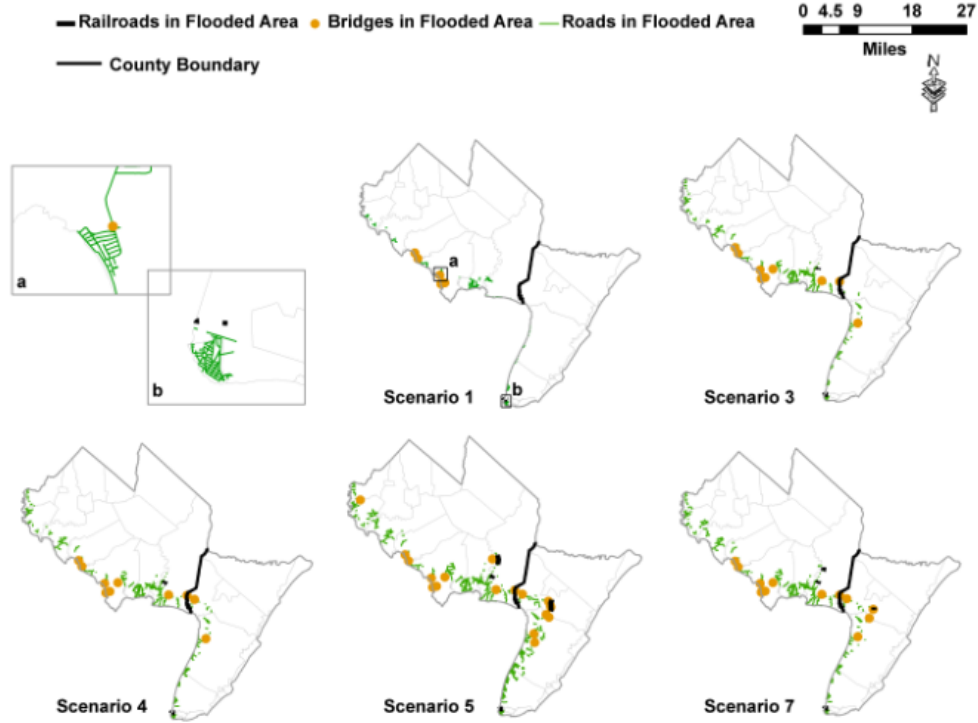 Railroads in Flooded Area Bridges in Flooded Area Roads in Flooded Area
County Boundary
0 4.5 9 18 27
Miles
N
a
b
a
b
Scenario 1
Scenario 3
Scenario 4
Scenario 5
Scenario 7